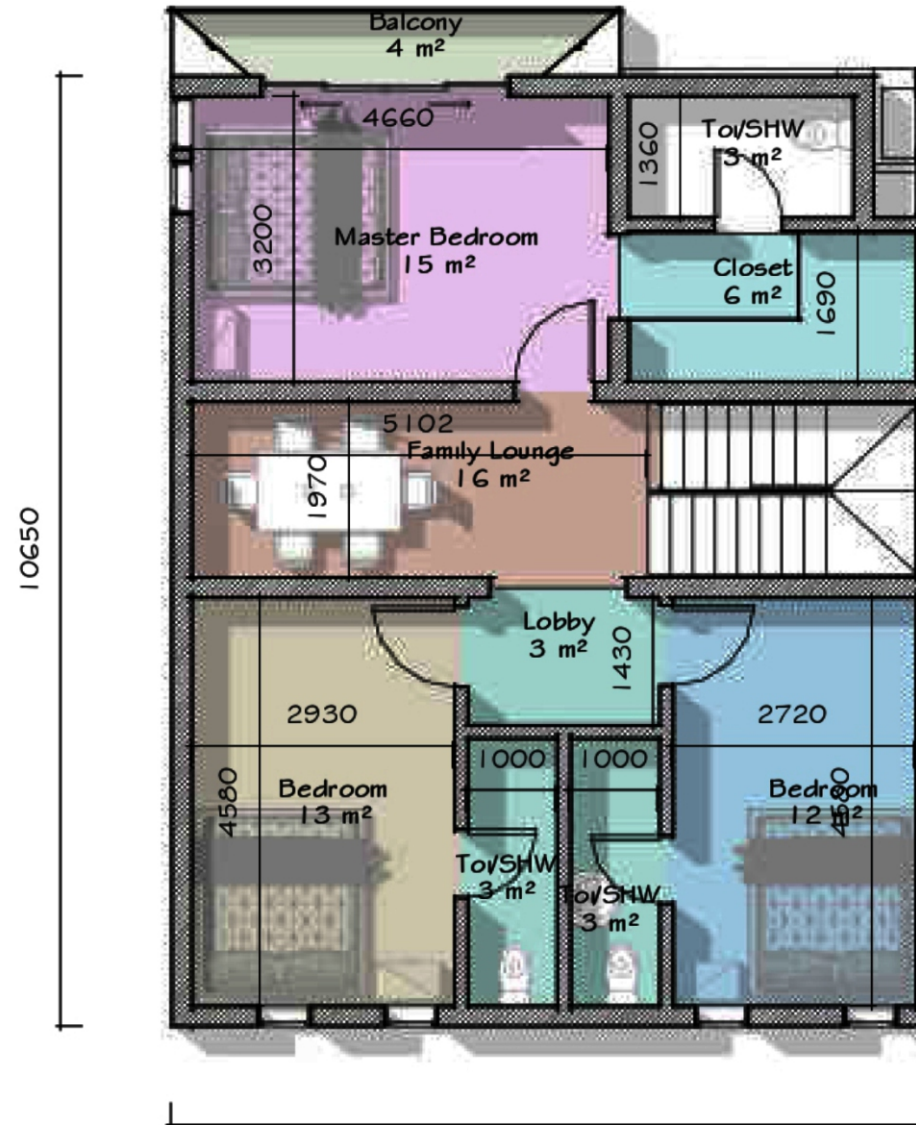 Balcony
4 m²
4660
Toi/SHW
3 m²
1360
3200
Master Bedroom
15 m²
Closet
6 m²
1690
5102
Family Lounge
16 m²
1970
10650
Lobby
3 m²
1430
2930
2720
1000
1000
Bedroom
13 m²
4580
Bedroom
12 m²
4580
Toi/SHW
3 m²
Toi/SHW
3 m²